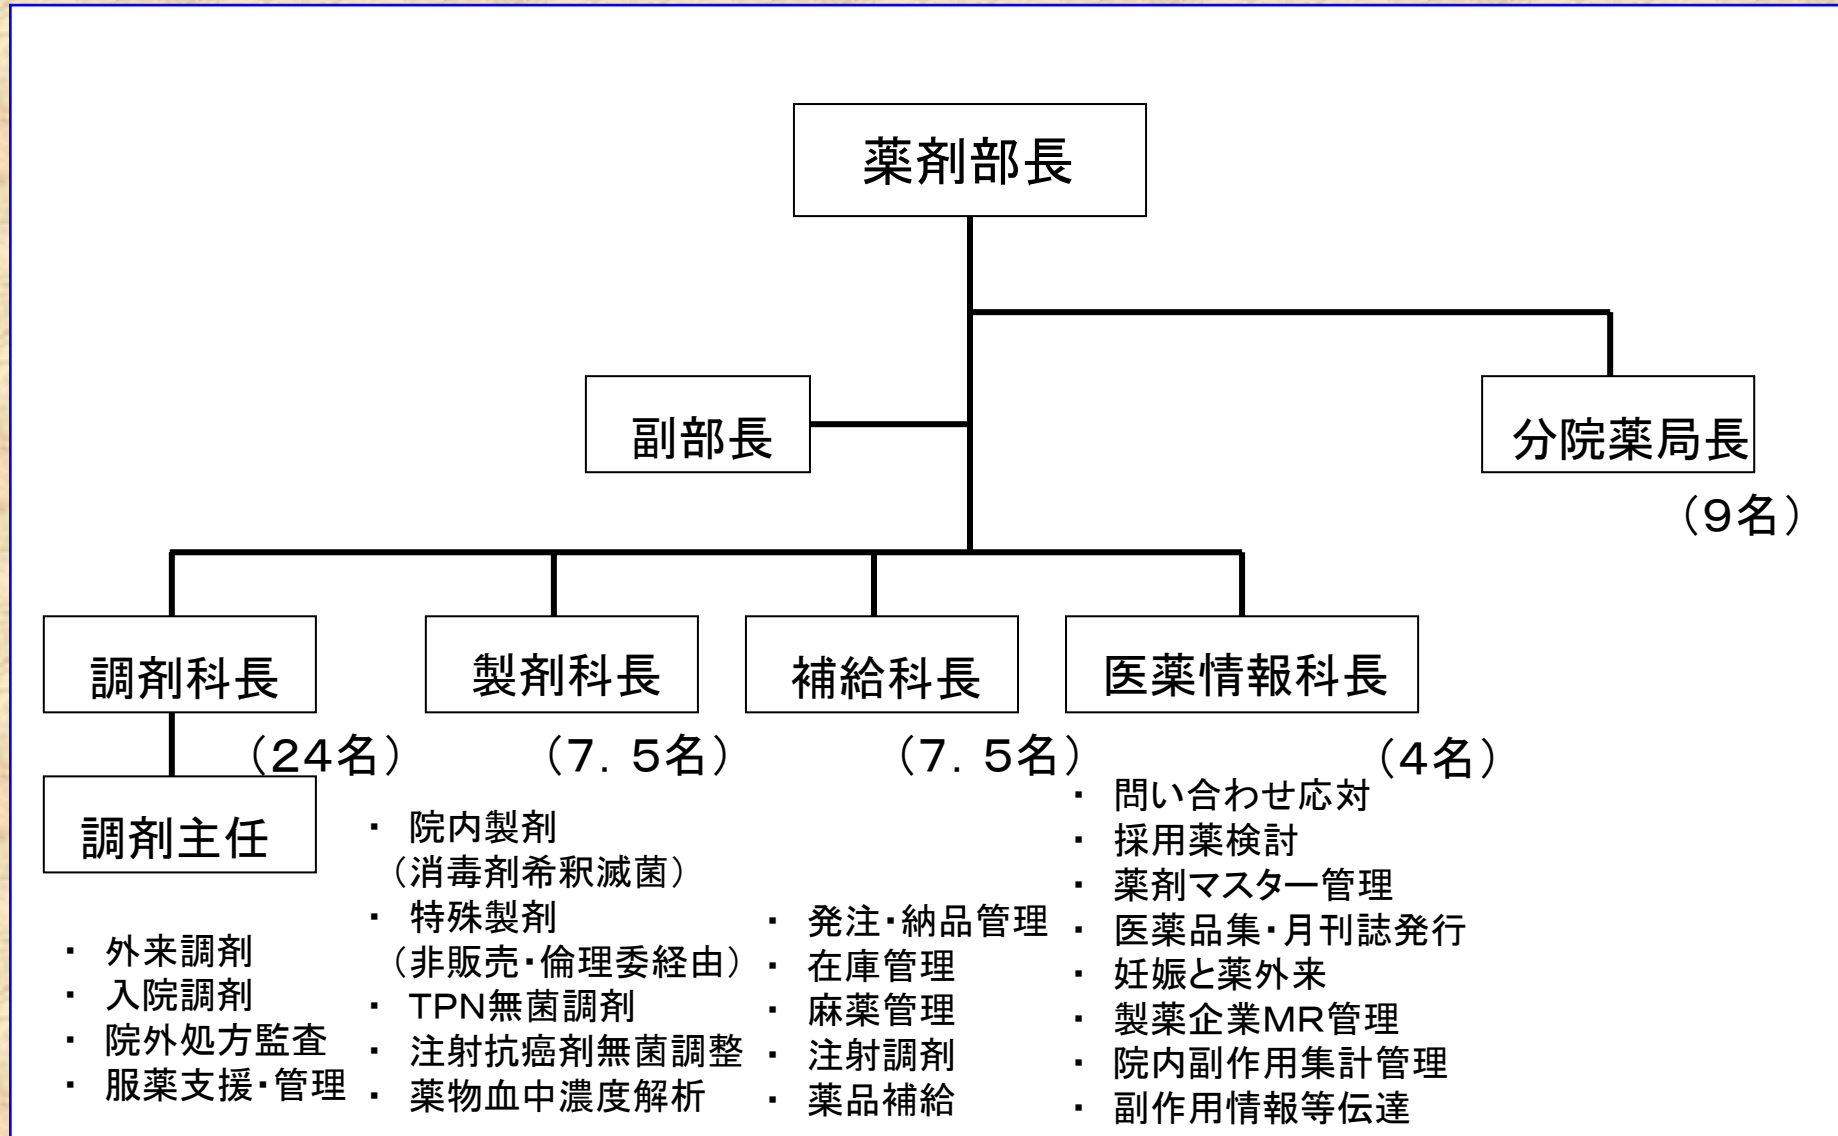 薬剤部長
副部長
分院薬局長
（９名）
調剤科長
（24名）
調剤主任
・ 外来調剤
・ 入院調剤
・ 院外処方監査
・ 服薬支援・管理
製剤科長
（７．５名）
・ 院内製剤
（消毒剤希釈滅菌）
・ 特殊製剤
（非販売・倫理委経由）
・ TPN無菌調剤
・ 注射抗癌剤無菌調整
・ 薬物血中濃度解析
補給科長
（７．５名）
・ 発注・納品管理
・ 在庫管理
・ 麻薬管理
・ 注射調剤
・ 薬品補給
医薬情報科長
（４名）
・ 問い合わせ応対
・ 採用薬検討
・ 薬剤マスター管理
・ 医薬品集・月刊誌発行
・ 妊娠と薬外来
・ 製薬企業MR管理
・ 院内副作用集計管理
・ 副作用情報等伝達